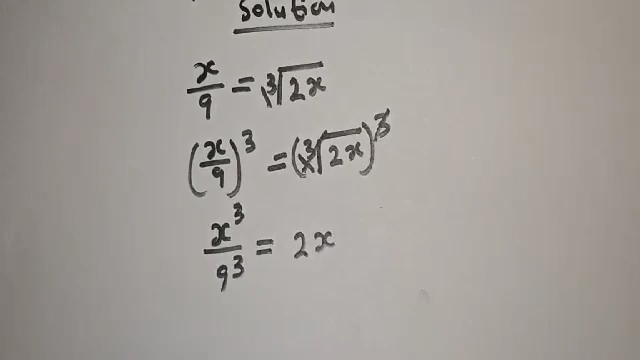 Solution
x/9 = ∛2x
(x/9)³ = (∛2x)³
x³/9³ = 2x